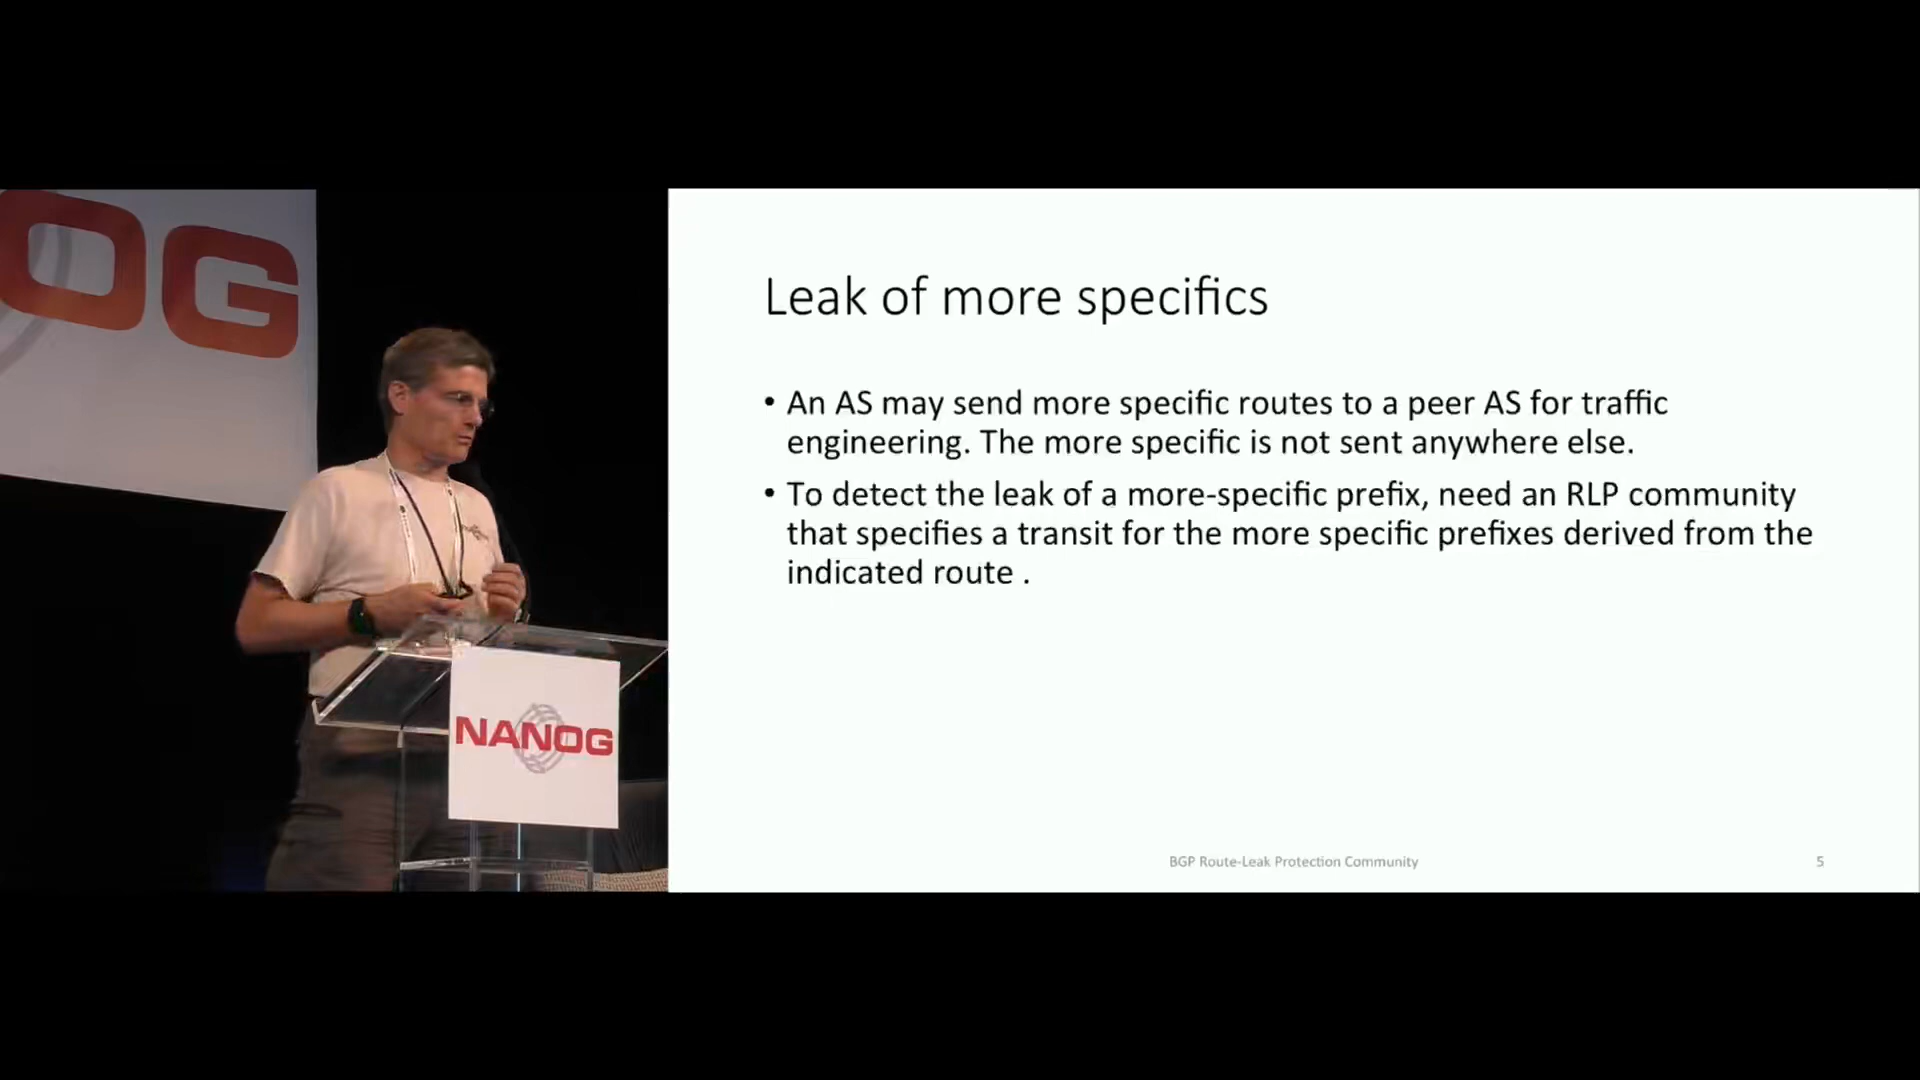 OG
NANOG
Leak of more specifics
• An AS may send more specific routes to a peer AS for traffic
engineering. The more specific is not sent anywhere else.
• To detect the leak of a more-specific prefix, need an RLP community
that specifies a transit for the more specific prefixes derived from the
indicated route .
BGP Route-Leak Protection Community
5